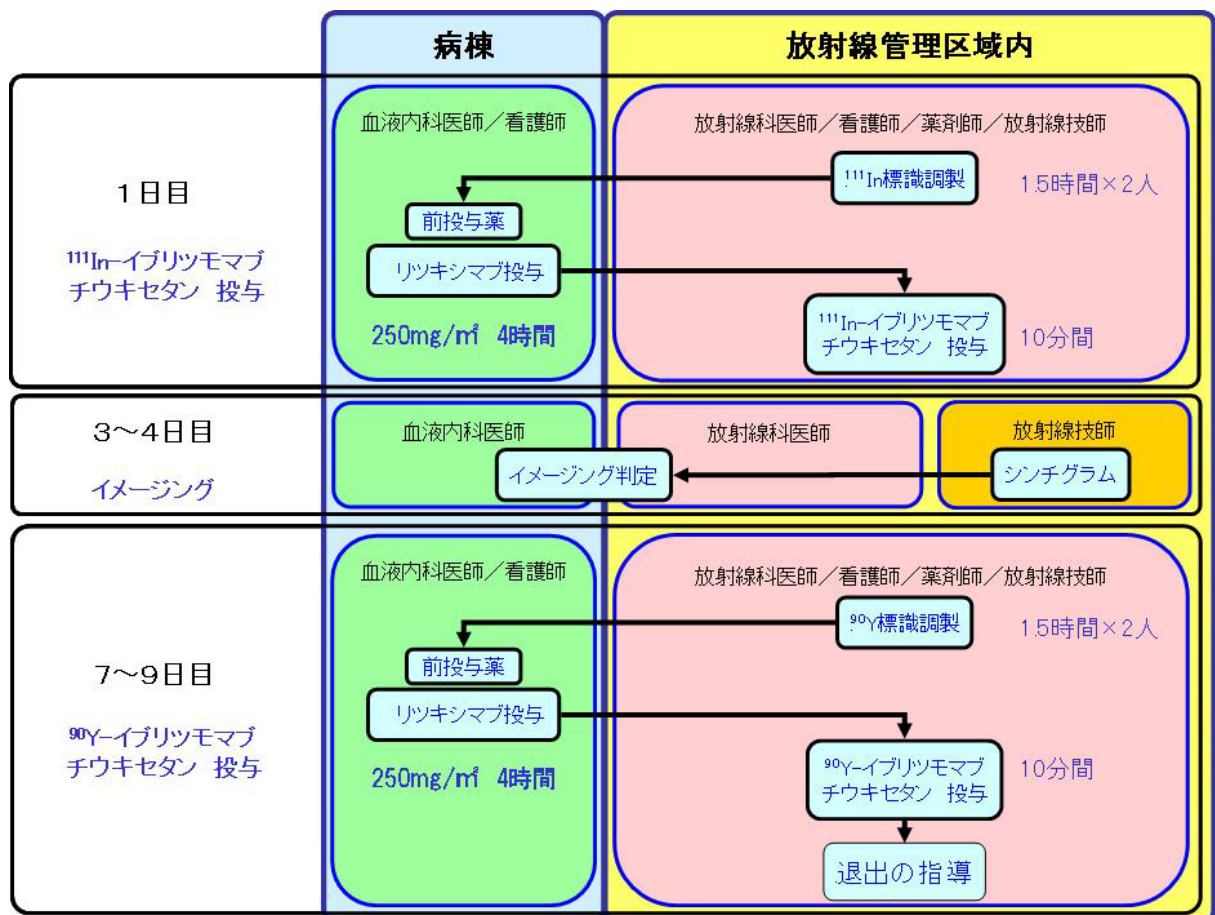 病棟
放射線管理区域内
1日目
¹¹¹In-イブリツモマブ
チウキセタン 投与
血液内科医師/看護師
放射線科医師/看護師/薬剤師/放射線技師
¹¹¹In標識調製
1.5時間×2人
前投与薬
リツキシマブ投与
250mg/㎡ 4時間
¹¹¹In-イブリツモマブ
チウキセタン 投与
10分間
3～4日目
イメージング
血液内科医師
放射線科医師
放射線技師
イメージング判定
シンチグラム
7～9日目
⁹⁰Y-イブリツモマブ
チウキセタン 投与
血液内科医師/看護師
放射線科医師/看護師/薬剤師/放射線技師
⁹⁰Y標識調製
1.5時間×2人
前投与薬
リツキシマブ投与
250mg/㎡ 4時間
⁹⁰Y-イブリツモマブ
チウキセタン 投与
10分間
退出の指導